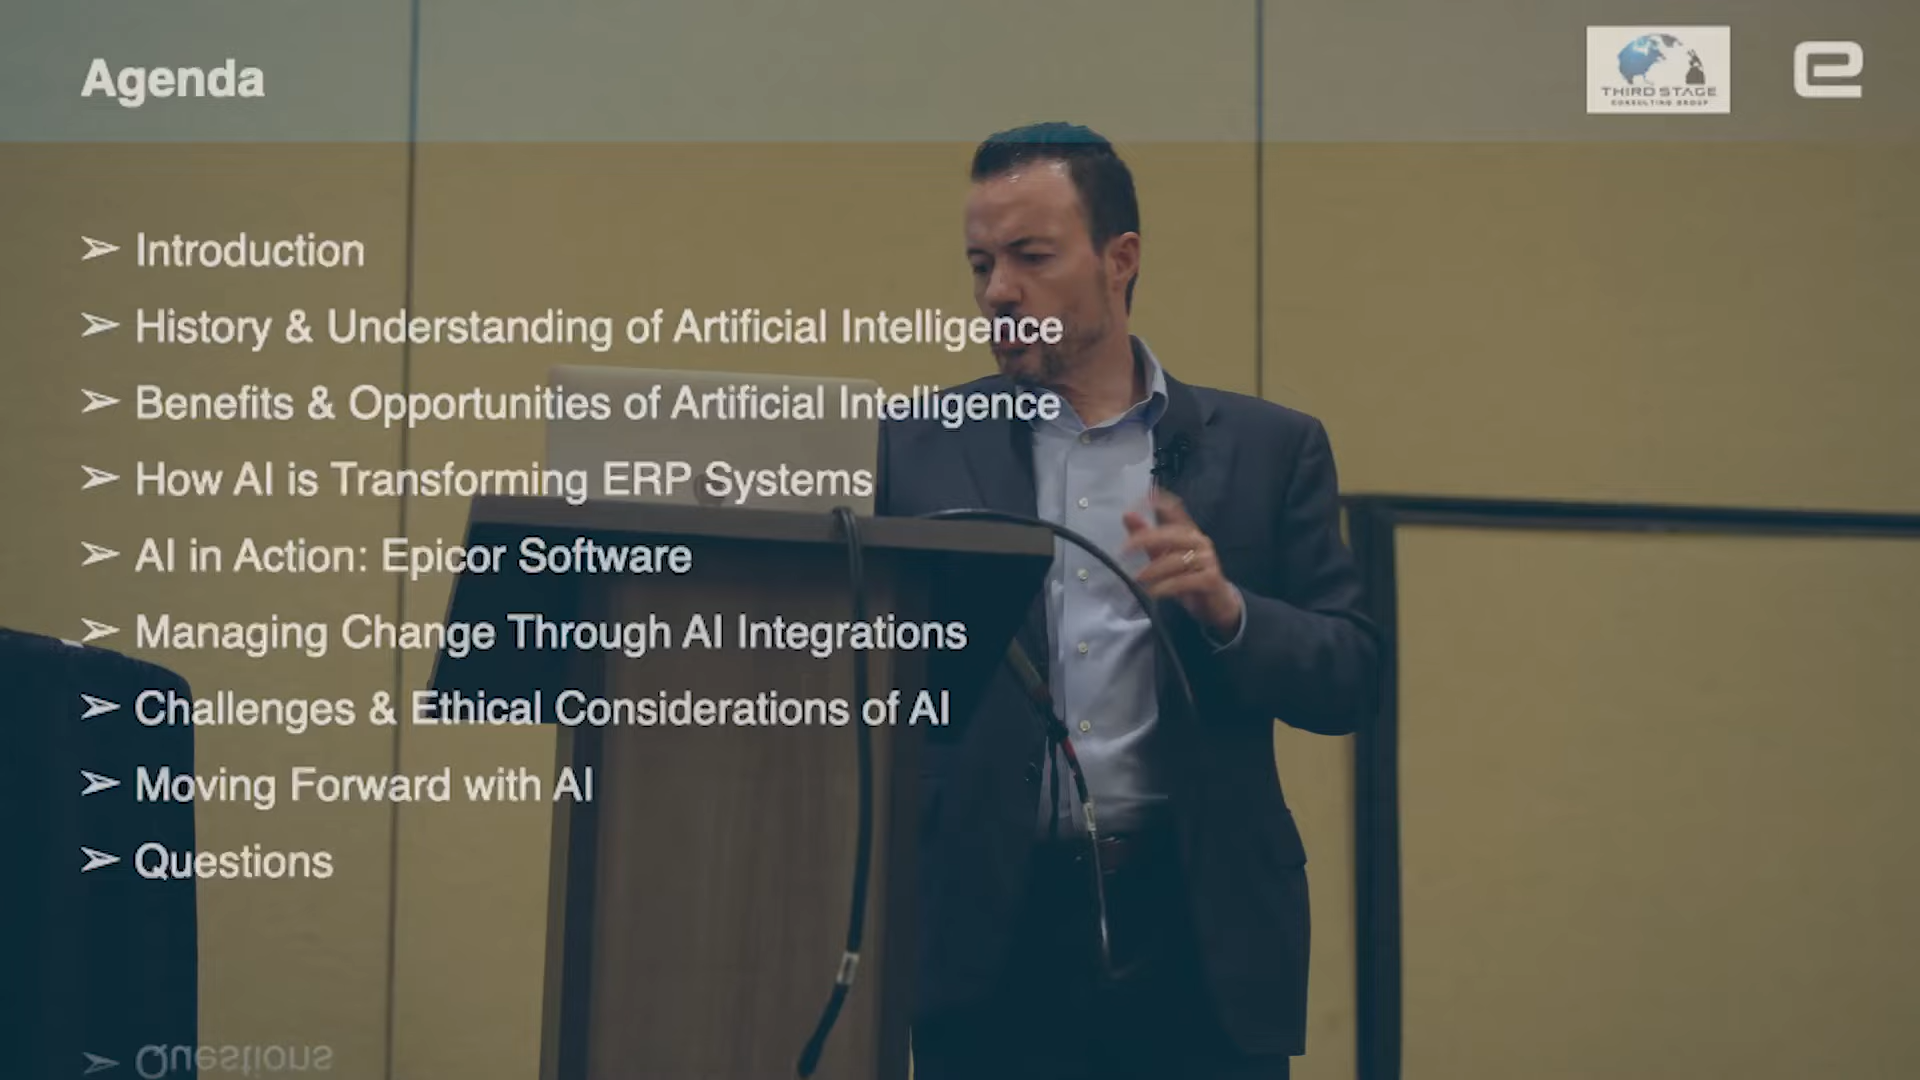 Agenda
THIRD STAGE
CONSULTING GROUP
➢ Introduction
➢ History & Understanding of Artificial Intelligence
➢ Benefits & Opportunities of Artificial Intelligence
➢ How AI is Transforming ERP Systems
➢ AI in Action: Epicor Software
➢ Managing Change Through AI Integrations
➢ Challenges & Ethical Considerations of AI
➢ Moving Forward with AI
➢ Questions
➢ Questions